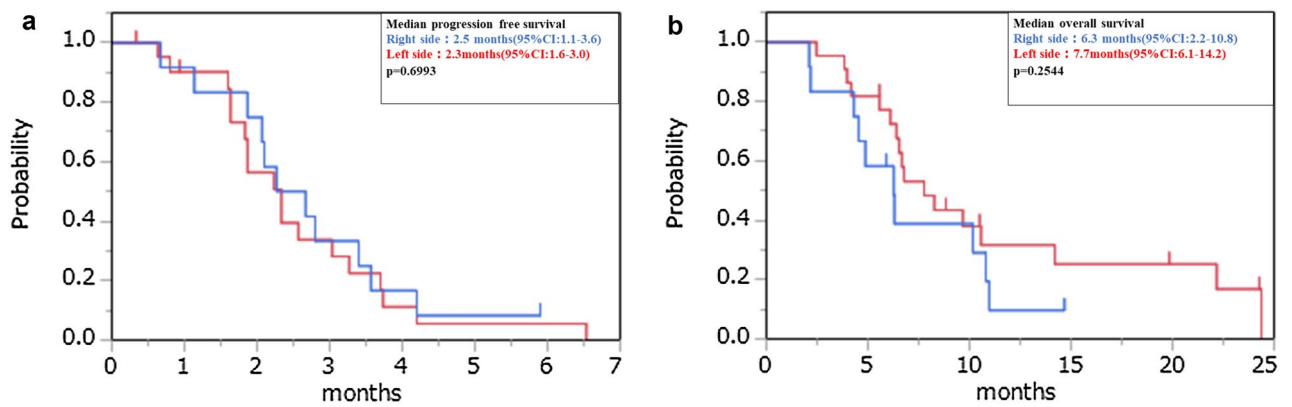 a
Median progression free survival
Right side：2.5 months(95%CI:1.1-3.6)
Left side：2.3months(95%CI:1.6-3.0)
p=0.6993
Probability
1.0
0.8
0.6
0.4
0.2
0.0
0 1 2 3 4 5 6 7
months
b
Median overall survival
Right side：6.3 months(95%CI:2.2-10.8)
Left side：7.7months(95%CI:6.1-14.2)
p=0.2544
Probability
1.0
0.8
0.6
0.4
0.2
0.0
0 5 10 15 20 25
months